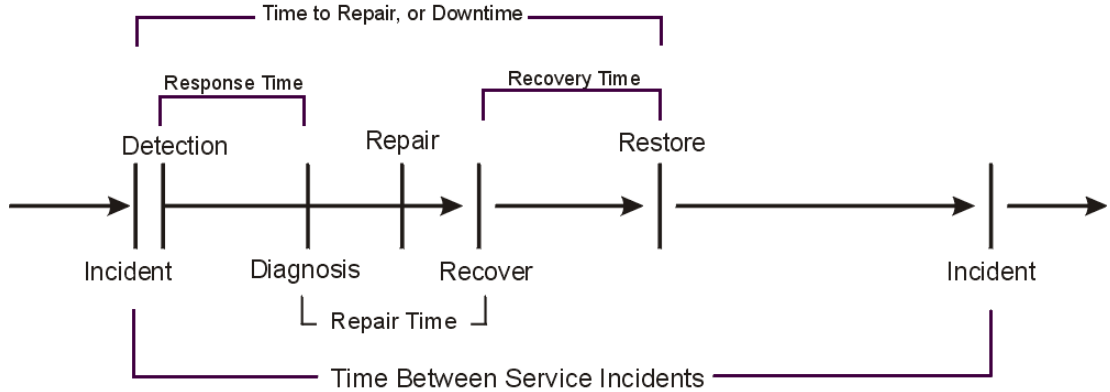 Time to Repair, or Downtime
Response Time
Recovery Time
Detection
Repair
Restore
Incident
Diagnosis
Recover
Incident
Repair Time
Time Between Service Incidents